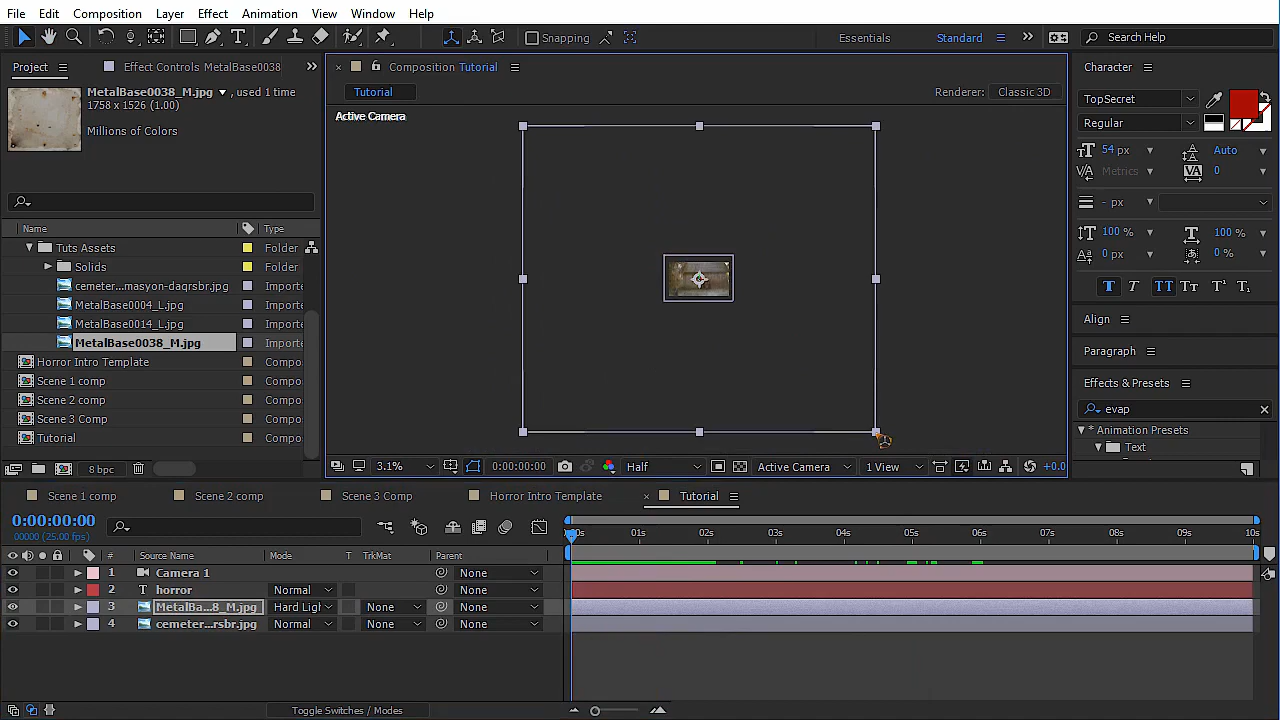 File Edit Composition Layer Effect Animation View Window Help
Snapping Essentials Standard Search Help
Project Effect Controls MetalBase0038
MetalBase0038_M.jpg , used 1 time
1758 x 1526 (1.00)
Millions of Colors
Name Type
Tuts Assets Folder
Solids Folder
cemeter...masyon-daqrsbr.jpg Importe
MetalBase0004_L.jpg Importe
MetalBase0014_L.jpg Importe
MetalBase0038_M.jpg Importe
Horror Intro Template Compo
Scene 1 comp Compo
Scene 2 comp Compo
Scene 3 Comp Compo
Tutorial Compo
8 bpc
Composition Tutorial
Tutorial Renderer: Classic 3D
Active Camera
3.1% 0:00:00:00 Half Active Camera 1 View +0.0
Character
TopSecret
Regular
54 px Auto
Metrics 0
- px
100 % 100 %
0 px 0 %
T T TT Tт T¹ T₁
Align
Paragraph
Effects & Presets
evap
* Animation Presets
Text
Scene 1 comp Scene 2 comp Scene 3 Comp Horror Intro Template Tutorial
0:00:00:00
00000 (25.00 fps)
00s 01s 02s 03s 04s 05s 06s 07s 08s 09s 10s
# Source Name Mode T TrkMat Parent
1 Camera 1 None
2 T horror Normal None
3 MetalBa...8_M.jpg Hard Ligh None None
4 cemeter...rsbr.jpg Normal None None
Toggle Switches / Modes